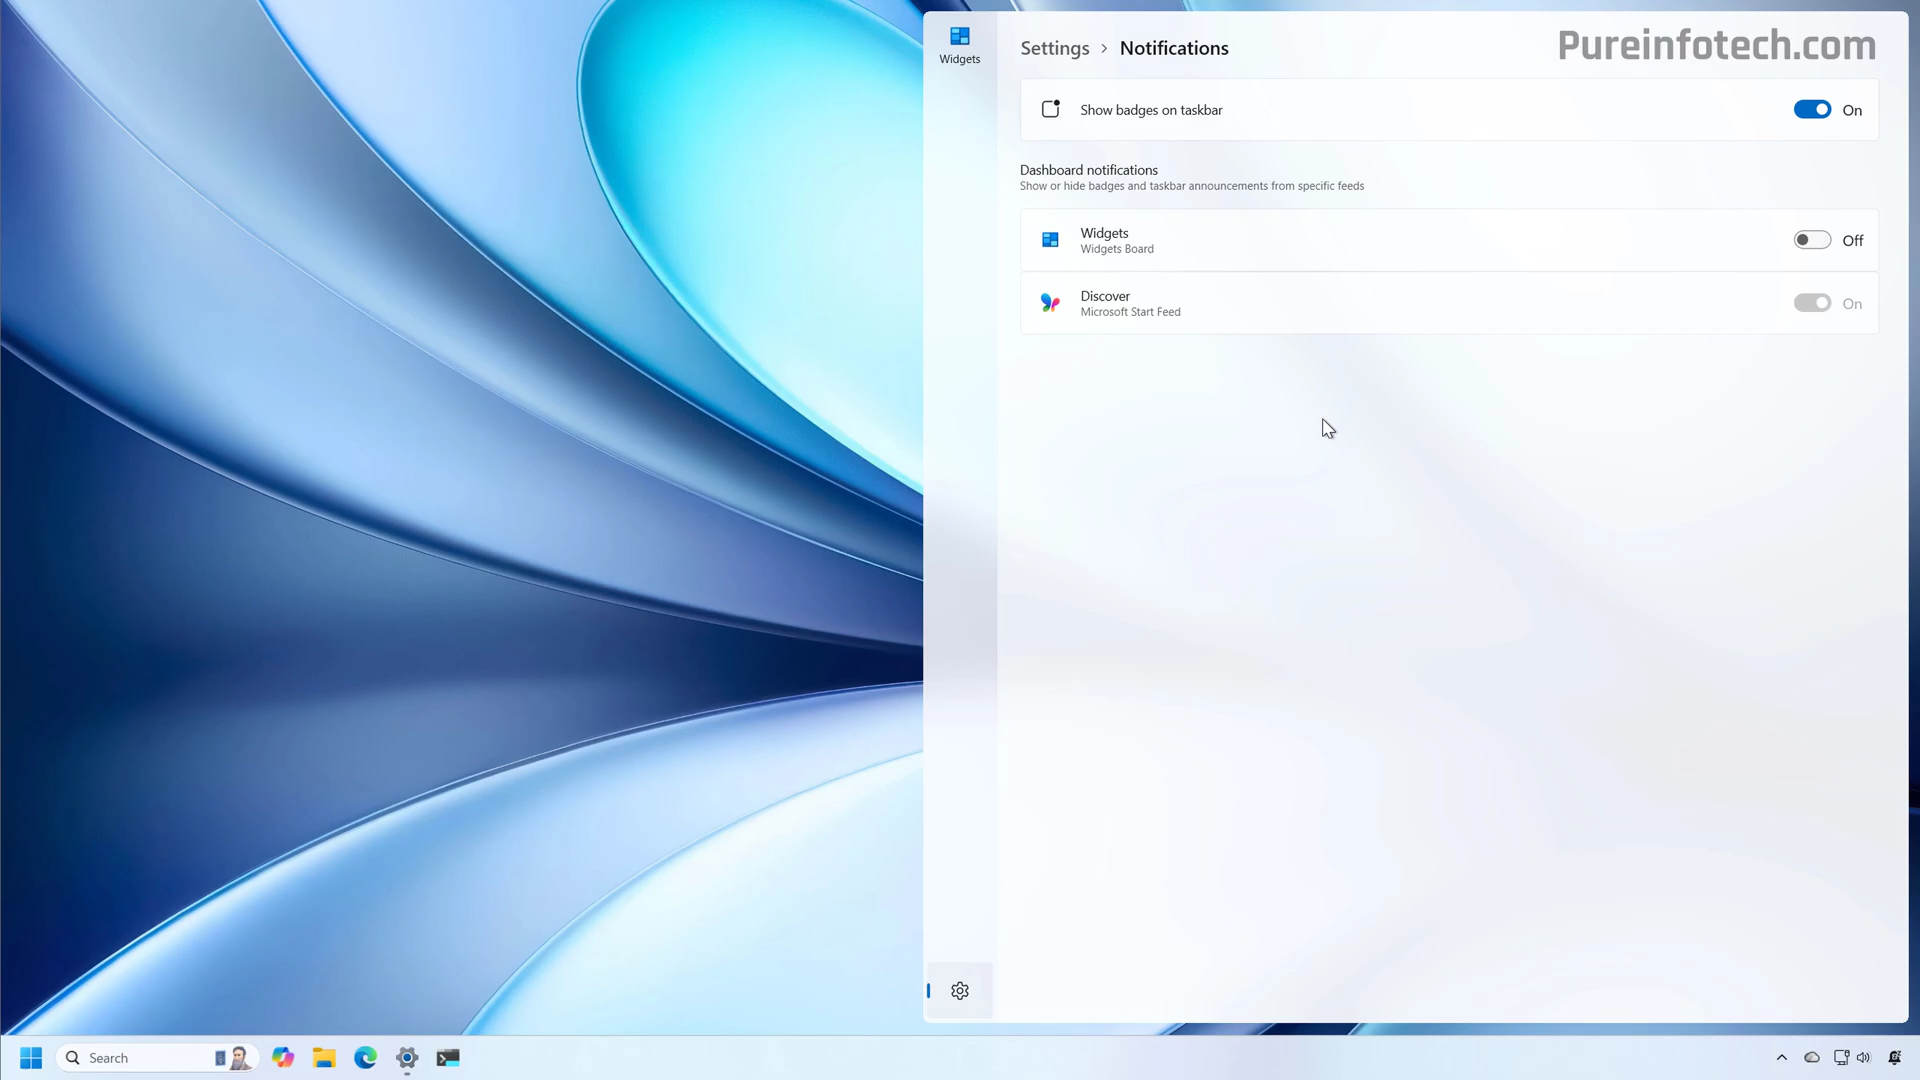 Widgets
Settings > Notifications
Pureinfotech.com
Show badges on taskbar
On
Dashboard notifications
Show or hide badges and taskbar announcements from specific feeds
Widgets
Widgets Board
Off
Discover
Microsoft Start Feed
On
Search